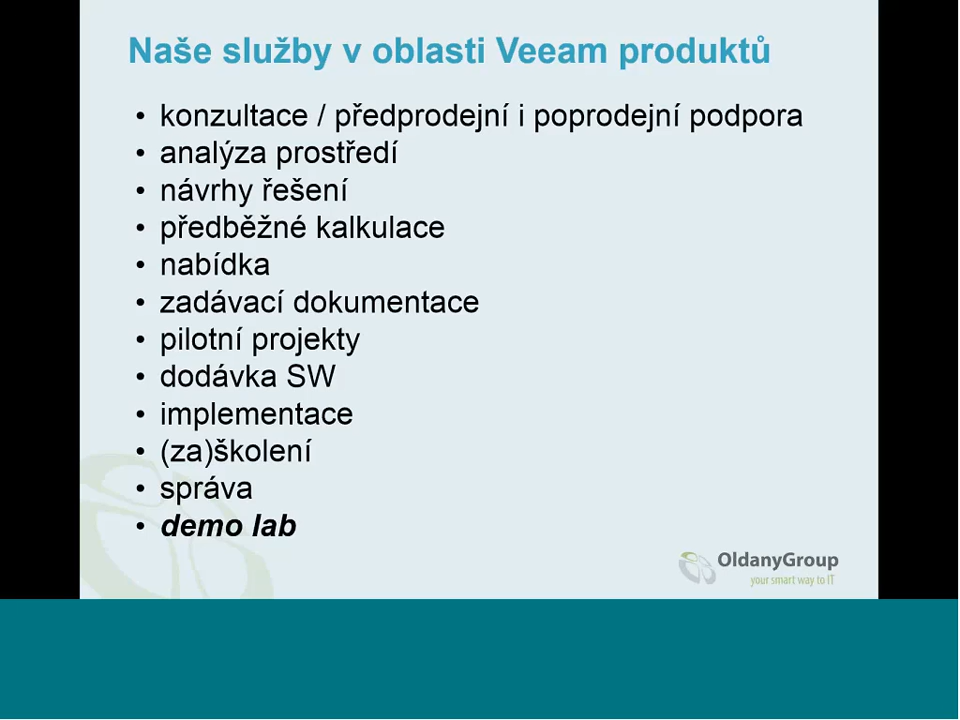 Naše služby v oblasti Veeam produktů
• konzultace / předprodejní i poprodejní podpora
• analýza prostředí
• návrhy řešení
• předběžné kalkulace
• nabídka
• zadávací dokumentace
• pilotní projekty
• dodávka SW
• implementace
• (za)školení
• správa
• demo lab
OldanyGroup
your smart way to IT